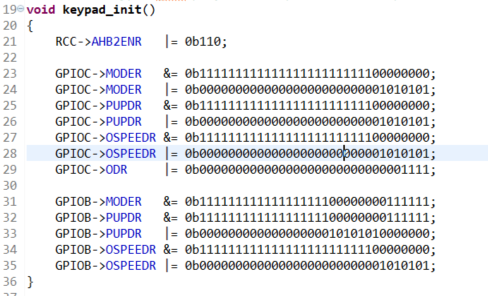 19 void keypad_init()
20 {
21 RCC->AHB2ENR |= 0b110;
22
23 GPIOC->MODER &= 0b11111111111111111111111100000000;
24 GPIOC->MODER |= 0b00000000000000000000000001010101;
25 GPIOC->PUPDR &= 0b11111111111111111111111100000000;
26 GPIOC->PUPDR |= 0b00000000000000000000000001010101;
27 GPIOC->OSPEEDR &= 0b11111111111111111111111100000000;
28 GPIOC->OSPEEDR |= 0b00000000000000000000000001010101;
29 GPIOC->ODR |= 0b00000000000000000000000000001111;
30
31 GPIOB->MODER &= 0b11111111111111111100000000111111;
32 GPIOB->PUPDR &= 0b11111111111111111100000000111111;
33 GPIOB->PUPDR |= 0b00000000000000000010101010000000;
34 GPIOB->OSPEEDR &= 0b11111111111111111111111100000000;
35 GPIOB->OSPEEDR |= 0b00000000000000000000000001010101;
36 }